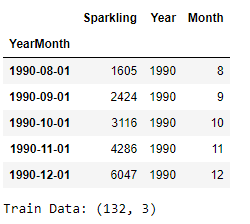 Sparkling Year Month
YearMonth
1990-08-01 1605 1990 8
1990-09-01 2424 1990 9
1990-10-01 3116 1990 10
1990-11-01 4286 1990 11
1990-12-01 6047 1990 12
Train Data: (132, 3)